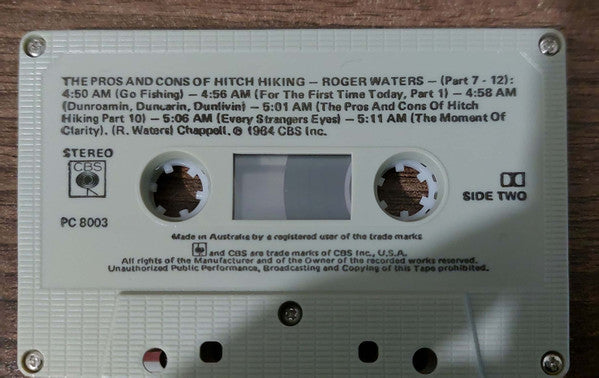 THE PROS AND CONS OF HITCH HIKING — ROGER WATERS — (Part 7 - 12):
4:50 AM (Go Fishing) — 4:56 AM (For The First Time Today, Part 1) — 4:58 AM
(Dunroamin, Duncarin, Dunlivin) — 5:01 AM (The Pros And Cons Of Hitch
Hiking Part 10) — 5:06 AM (Every Strangers Eyes) — 5:11 AM (The Moment Of
Clarity). (R. Waters) Chappell. ℗ 1984 CBS Inc.
STEREO
CBS
PC 8003
SIDE TWO
Made in Australia by a registered user of the trade marks
and CBS are trade marks of CBS Inc., U.S.A.
All rights of the Manufacturer and of the Owner of the recorded works reserved.
Unauthorized Public Performance, Broadcasting and Copying of this Tape prohibited.